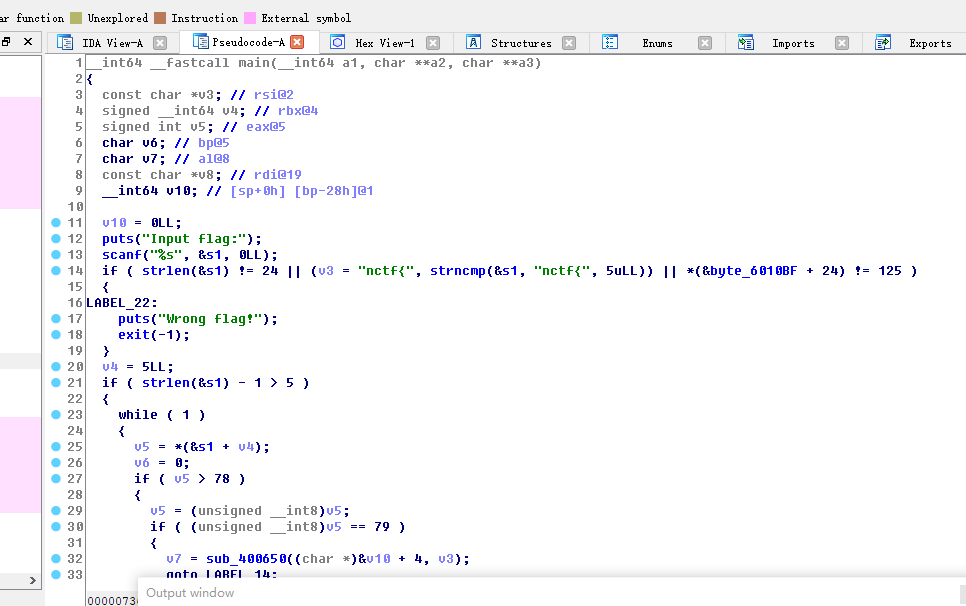 ar function Unexplored Instruction External symbol
IDA View-A Pseudocode-A Hex View-1 Structures Enums Imports Exports
1 __int64 __fastcall main(__int64 a1, char **a2, char **a3)
2 {
3 const char *v3; // rsi@2
4 signed __int64 v4; // rbx@4
5 signed int v5; // eax@5
6 char v6; // bp@5
7 char v7; // al@8
8 const char *v8; // rdi@19
9 __int64 v10; // [sp+0h] [bp-28h]@1
10
11 v10 = 0LL;
12 puts("Input flag:");
13 scanf("%s", &s1, 0LL);
14 if ( strlen(&s1) != 24 || (v3 = "nctf{", strncmp(&s1, "nctf{", 5uLL)) || *(&byte_6010BF + 24) != 125 )
15 {
16 LABEL_22:
17 puts("Wrong flag!");
18 exit(-1);
19 }
20 v4 = 5LL;
21 if ( strlen(&s1) - 1 > 5 )
22 {
23 while ( 1 )
24 {
25 v5 = *(&s1 + v4);
26 v6 = 0;
27 if ( v5 > 78 )
28 {
29 v5 = (unsigned __int8)v5;
30 if ( (unsigned __int8)v5 == 79 )
31 {
32 v7 = sub_400650((char *)&v10 + 4, v3);
33 goto LABEL_14;
0000073
Output window